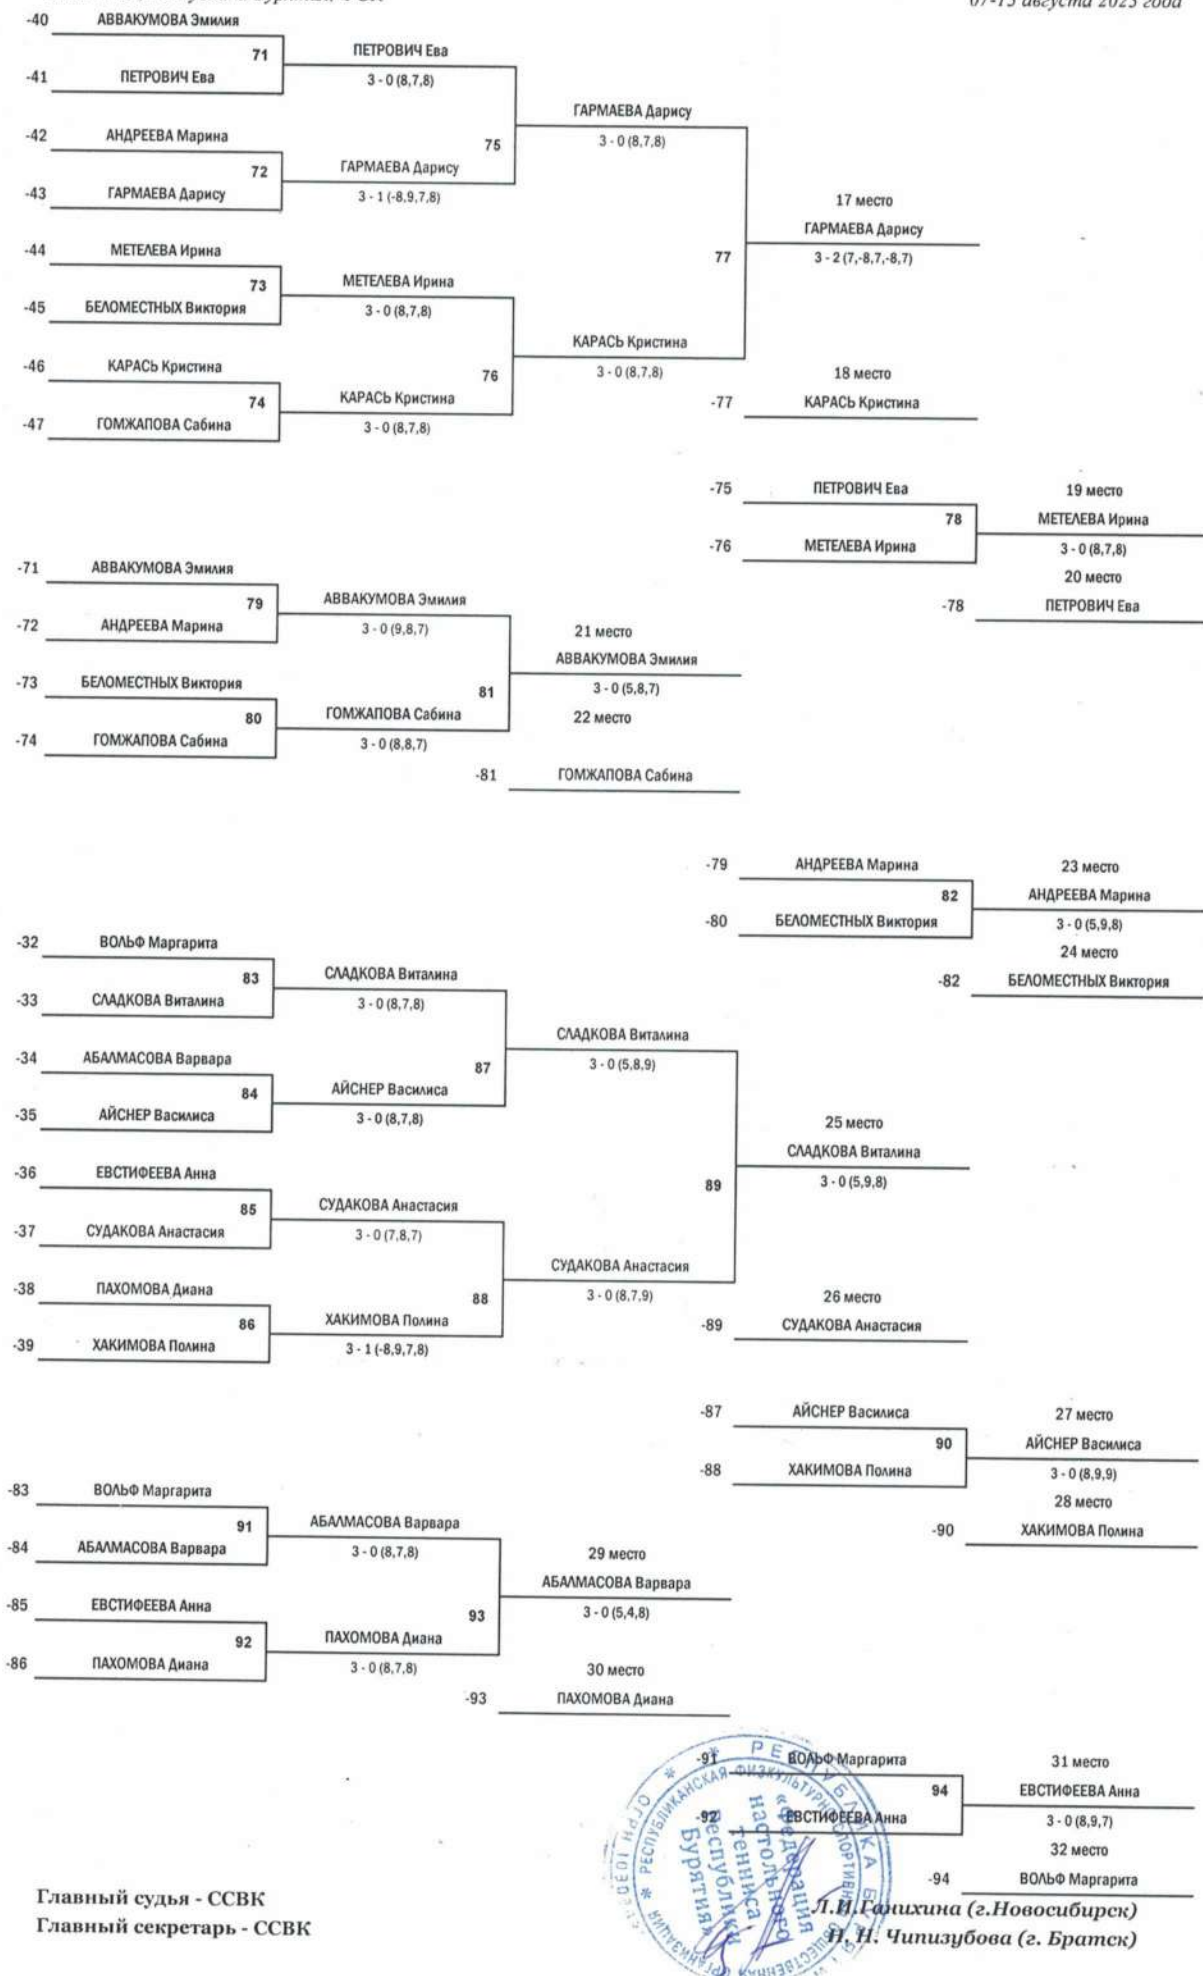 07-13 августа 2025 года
-40 АВВАКУМОВА Эмилия
71 ПЕТРОВИЧ Ева
-41 ПЕТРОВИЧ Ева 3 - 0 (8,7,8)
ГАРМАЕВА Дарису
-42 АНДРЕЕВА Марина 75 3 - 0 (8,7,8)
72 ГАРМАЕВА Дарису
-43 ГАРМАЕВА Дарису 3 - 1 (-8,9,7,8)
17 место
ГАРМАЕВА Дарису
-44 МЕТЕЛЕВА Ирина 77 3 - 2 (7,-8,7,-8,7)
73 МЕТЕЛЕВА Ирина
-45 БЕЛОМЕСТНЫХ Виктория 3 - 0 (8,7,8)
КАРАСЬ Кристина
-46 КАРАСЬ Кристина 76 3 - 0 (8,7,8) 18 место
74 КАРАСЬ Кристина -77 КАРАСЬ Кристина
-47 ГОМЖАПОВА Сабина 3 - 0 (8,7,8)
-75 ПЕТРОВИЧ Ева 19 место
78 МЕТЕЛЕВА Ирина
-76 МЕТЕЛЕВА Ирина 3 - 0 (8,7,8)
20 место
-78 ПЕТРОВИЧ Ева
-71 АВВАКУМОВА Эмилия
79 АВВАКУМОВА Эмилия
-72 АНДРЕЕВА Марина 3 - 0 (9,8,7) 21 место
АВВАКУМОВА Эмилия
-73 БЕЛОМЕСТНЫХ Виктория 81 3 - 0 (5,8,7)
80 ГОМЖАПОВА Сабина 22 место
-74 ГОМЖАПОВА Сабина 3 - 0 (8,8,7)
-81 ГОМЖАПОВА Сабина
-79 АНДРЕЕВА Марина 23 место
82 АНДРЕЕВА Марина
-80 БЕЛОМЕСТНЫХ Виктория 3 - 0 (5,9,8)
24 место
-82 БЕЛОМЕСТНЫХ Виктория
-32 ВОЛЬФ Маргарита
83 СЛАДКОВА Виталина
-33 СЛАДКОВА Виталина 3 - 0 (8,7,8)
СЛАДКОВА Виталина
-34 АБАЛМАСОВА Варвара 87 3 - 0 (5,8,9)
84 АЙСНЕР Василиса
-35 АЙСНЕР Василиса 3 - 0 (8,7,8)
25 место
СЛАДКОВА Виталина
-36 ЕВСТИФЕЕВА Анна 89 3 - 0 (5,9,8)
85 СУДАКОВА Анастасия
-37 СУДАКОВА Анастасия 3 - 0 (7,8,7)
СУДАКОВА Анастасия
-38 ПАХОМОВА Диана 88 3 - 0 (8,7,9) 26 место
86 ХАКИМОВА Полина -89 СУДАКОВА Анастасия
-39 ХАКИМОВА Полина 3 - 1 (-8,9,7,8)
-87 АЙСНЕР Василиса 27 место
90 АЙСНЕР Василиса
-88 ХАКИМОВА Полина 3 - 0 (8,9,9)
28 место
-90 ХАКИМОВА Полина
-83 ВОЛЬФ Маргарита
91 АБАЛМАСОВА Варвара
-84 АБАЛМАСОВА Варвара 3 - 0 (8,7,8) 29 место
АБАЛМАСОВА Варвара
-85 ЕВСТИФЕЕВА Анна 93 3 - 0 (5,4,8)
92 ПАХОМОВА Диана
-86 ПАХОМОВА Диана 3 - 0 (8,7,8) 30 место
-93 ПАХОМОВА Диана
-91 ВОЛЬФ Маргарита 31 место
94 ЕВСТИФЕЕВА Анна
-92 ЕВСТИФЕЕВА Анна 3 - 0 (8,9,7)
32 место
-94 ВОЛЬФ Маргарита
«Федерация
настольного
тенниса
республики
Бурятия»
Главный судья - ССВК Л.И.Ганихина (г.Новосибирск)
Главный секретарь - ССВК Н. Н. Чипизубова (г. Братск)